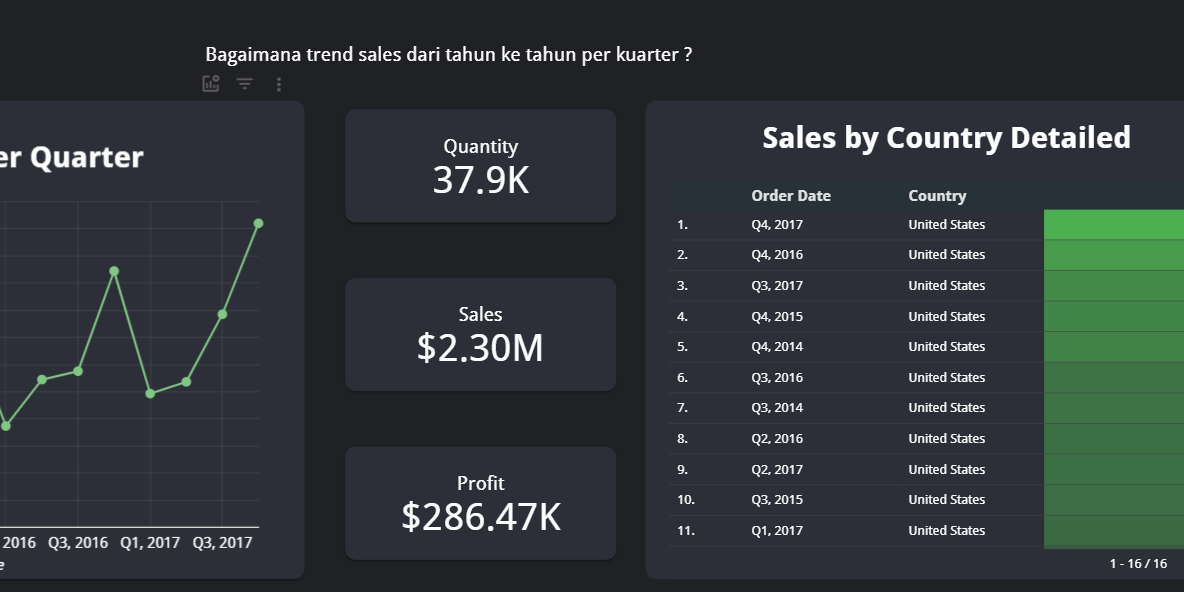 Bagaimana trend sales dari tahun ke tahun per kuarter ?
er Quarter
2016 Q3, 2016 Q1, 2017 Q3, 2017
e
Quantity
37.9K
Sales
$2.30M
Profit
$286.47K
Sales by Country Detailed
Order Date Country
1. Q4, 2017 United States
2. Q4, 2016 United States
3. Q3, 2017 United States
4. Q4, 2015 United States
5. Q4, 2014 United States
6. Q3, 2016 United States
7. Q3, 2014 United States
8. Q2, 2016 United States
9. Q2, 2017 United States
10. Q3, 2015 United States
11. Q1, 2017 United States
1 - 16 / 16